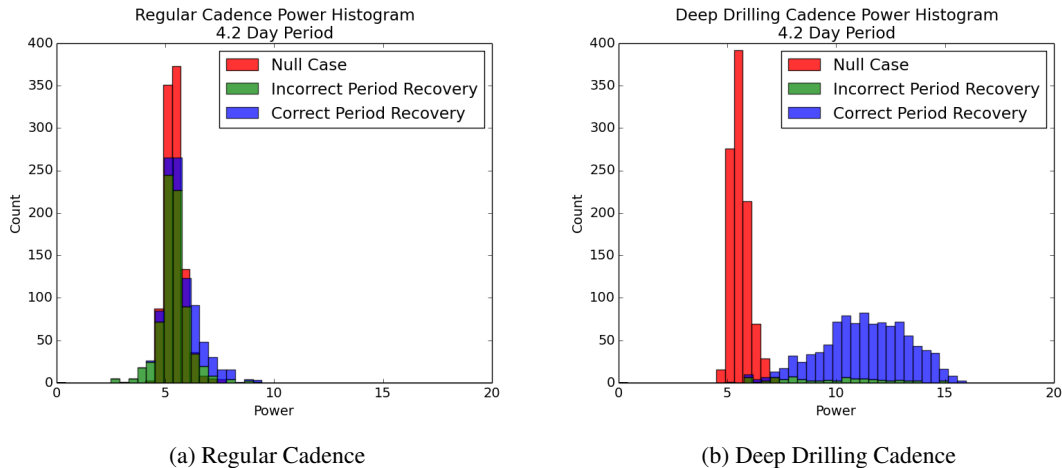 Regular Cadence Power Histogram
4.2 Day Period
400
350
300
250
200
150
100
50
0
Count
Null Case
Incorrect Period Recovery
Correct Period Recovery
0 5 10 15 20
Power
(a) Regular Cadence
Deep Drilling Cadence Power Histogram
4.2 Day Period
400
350
300
250
200
150
100
50
0
Count
Null Case
Incorrect Period Recovery
Correct Period Recovery
0 5 10 15 20
Power
(b) Deep Drilling Cadence